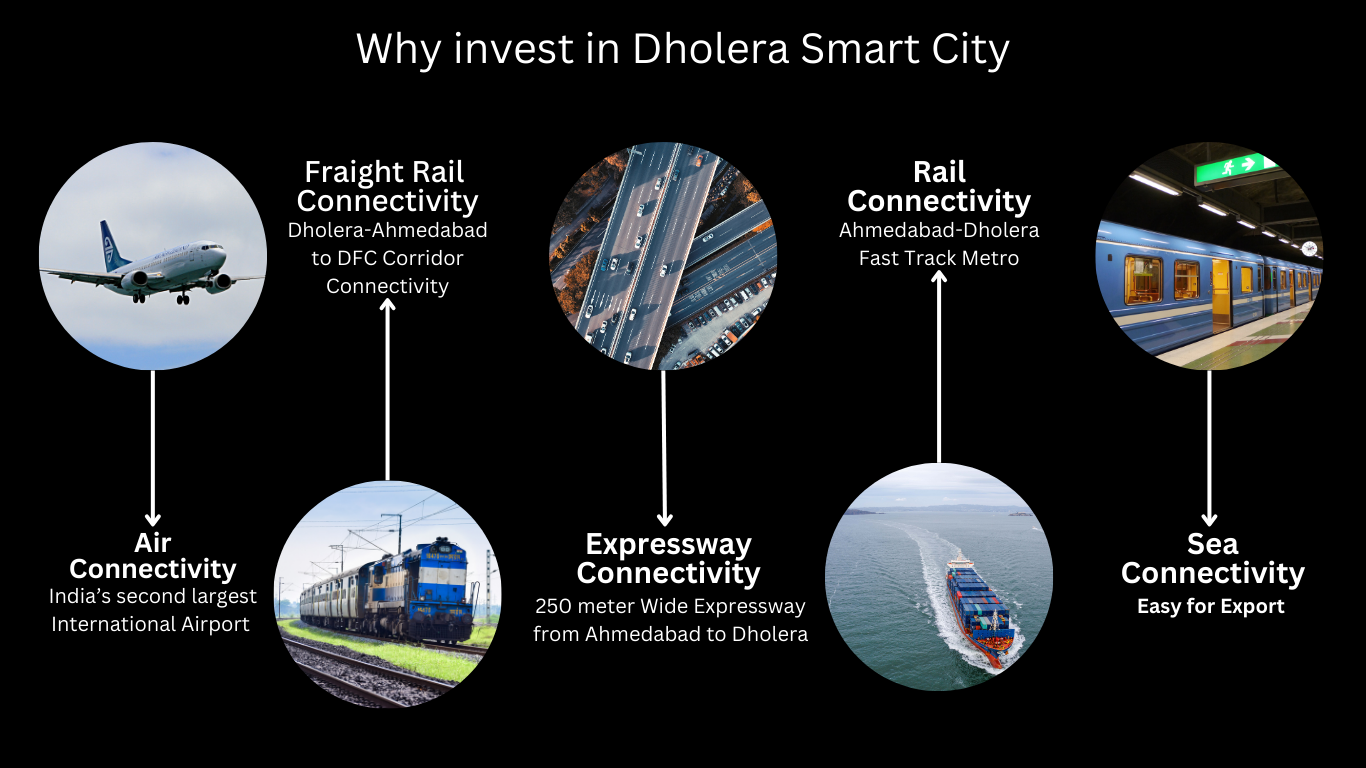 Why invest in Dholera Smart City
Fraight Rail
Connectivity
Dholera-Ahmedabad
to DFC Corridor
Connectivity
Rail
Connectivity
Ahmedabad-Dholera
Fast Track Metro
Air
Connectivity
India’s second largest
International Airport
Expressway
Connectivity
250 meter Wide Expressway
from Ahmedabad to Dholera
Sea
Connectivity
Easy for Export